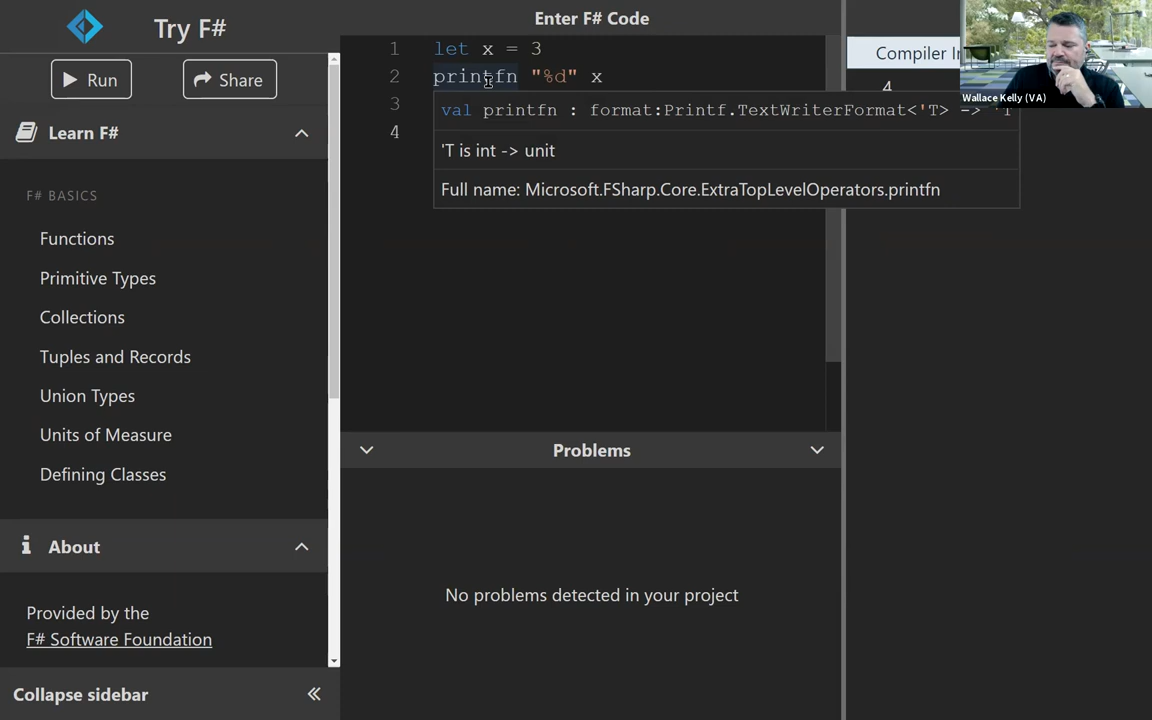 Try F#
Run
Share
Learn F#
F# BASICS
Functions
Primitive Types
Collections
Tuples and Records
Union Types
Units of Measure
Defining Classes
About
Provided by the
F# Software Foundation
Collapse sidebar
Enter F# Code
1 let x = 3
2 printfn "%d" x
3
4
val printfn : format:Printf.TextWriterFormat<'T> -> 'T
'T is int -> unit
Full name: Microsoft.FSharp.Core.ExtraTopLevelOperators.printfn
Problems
No problems detected in your project
Compiler
4
Wallace Kelly (VA)